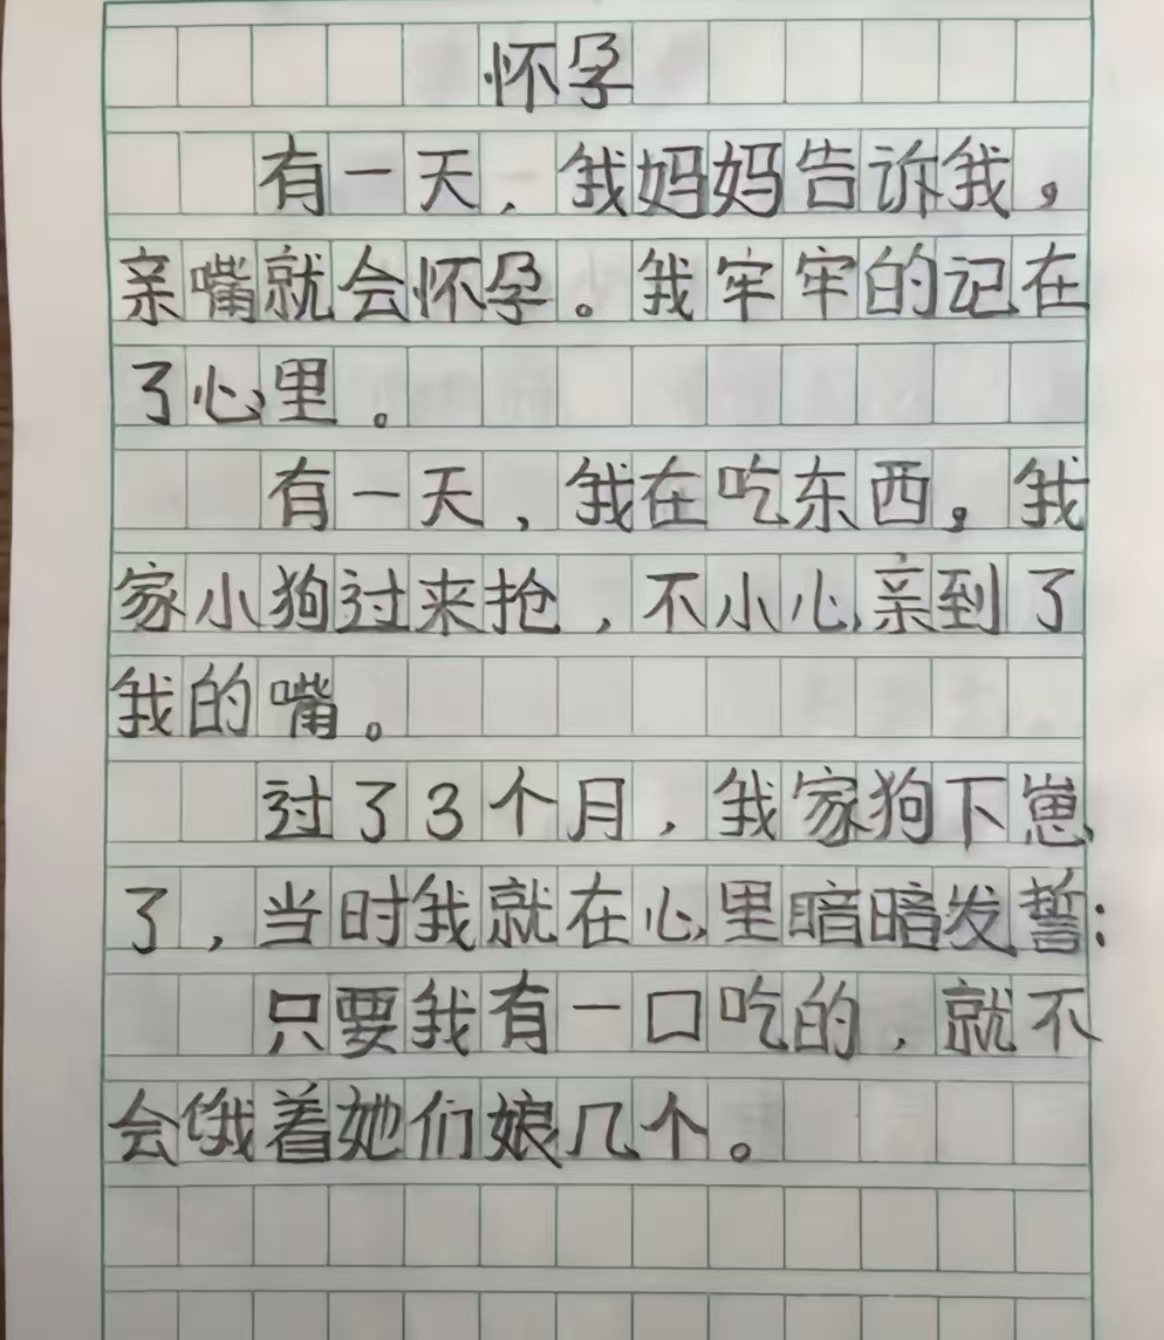 怀孕
有一天，我妈妈告诉我，
亲嘴就会怀孕。我牢牢的记在
了心里。
有一天，我在吃东西。我
家小狗过来抢，不小心亲到了
我的嘴。
过了3个月，我家狗下崽
了，当时我就在心里暗暗发誓：
只要我有一口吃的，就不
会饿着她们娘几个。